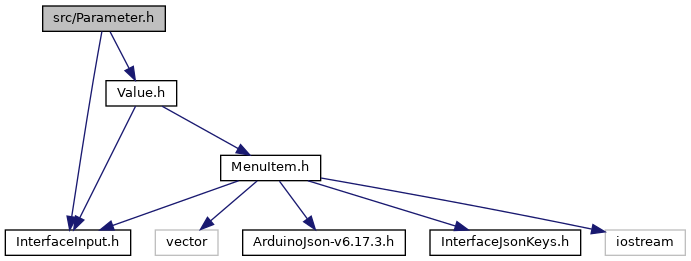 src/Parameter.h
Value.h
MenuItem.h
InterfaceInput.h
vector
ArduinoJson-v6.17.3.h
InterfaceJsonKeys.h
iostream